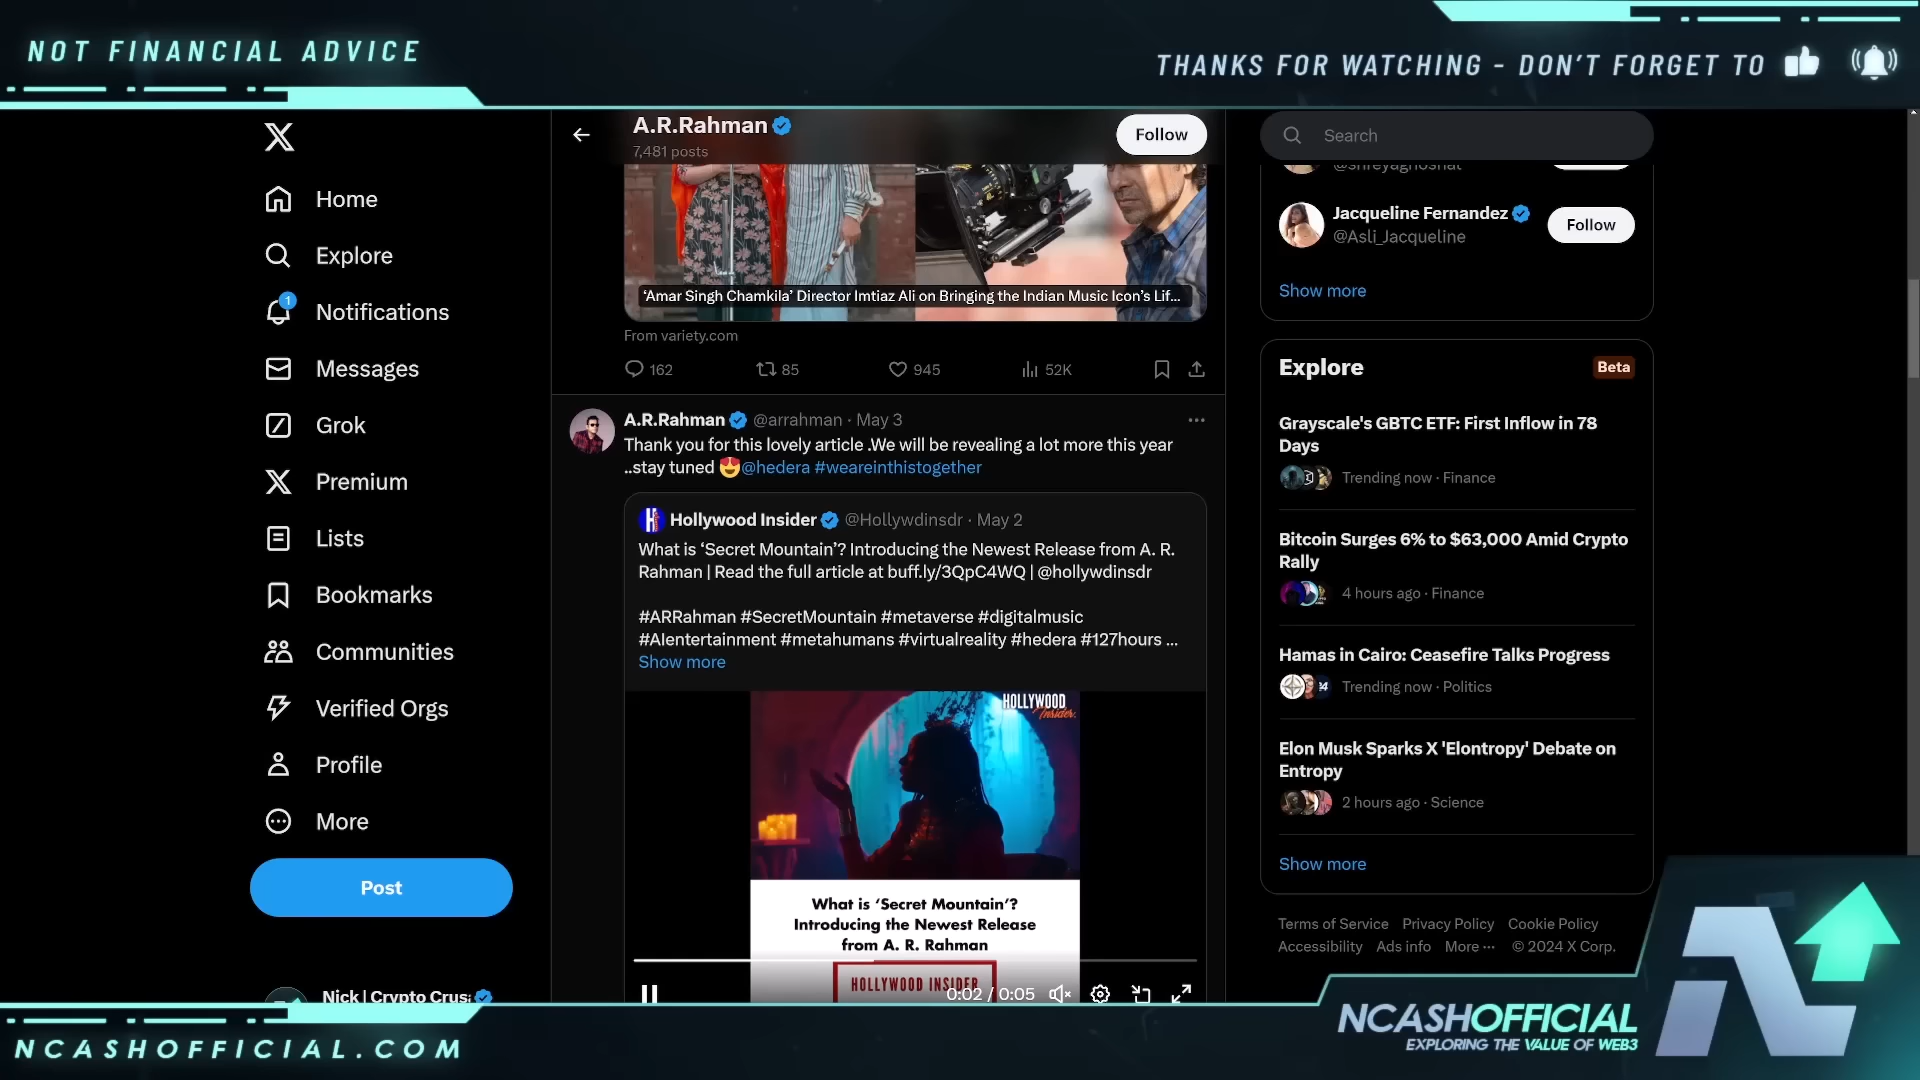 NOT FINANCIAL ADVICE
THANKS FOR WATCHING - DON'T FORGET TO
Home
Explore
1
Notifications
Messages
Grok
Premium
Lists
Bookmarks
Communities
Verified Orgs
Profile
More
Post
Nick | Crypto Crus
A.R.Rahman
7,481 posts
Follow
‘Amar Singh Chamkila’ Director Imtiaz Ali on Bringing the Indian Music Icon’s Lif...
From variety.com
162 85 945 52K
A.R.Rahman @arrahman · May 3
Thank you for this lovely article .We will be revealing a lot more this year
..stay tuned 😍@hedera #weareinthistogether
Hollywood Insider @Hollywdinsdr · May 2
What is ‘Secret Mountain’? Introducing the Newest Release from A. R.
Rahman | Read the full article at buff.ly/3QpC4WQ | @hollywdinsdr
#ARRahman #SecretMountain #metaverse #digitalmusic
#AIentertainment #metahumans #virtualreality #hedera #127hours ...
Show more
HOLLYWOOD
Insider.
What is ‘Secret Mountain’?
Introducing the Newest Release
from A. R. Rahman
HOLLYWOOD INSIDER
0:02 / 0:05
Search
@shreyaghoshal
Jacqueline Fernandez
@Asli_Jacqueline
Follow
Show more
Explore
Beta
Grayscale's GBTC ETF: First Inflow in 78
Days
Trending now · Finance
Bitcoin Surges 6% to $63,000 Amid Crypto
Rally
4 hours ago · Finance
Hamas in Cairo: Ceasefire Talks Progress
Trending now · Politics
Elon Musk Sparks X 'Elontropy' Debate on
Entropy
2 hours ago · Science
Show more
Terms of Service Privacy Policy Cookie Policy
Accessibility Ads info More ··· © 2024 X Corp.
NCASHOFFICIAL.COM
NCASHOFFICIAL
EXPLORING THE VALUE OF WEB3